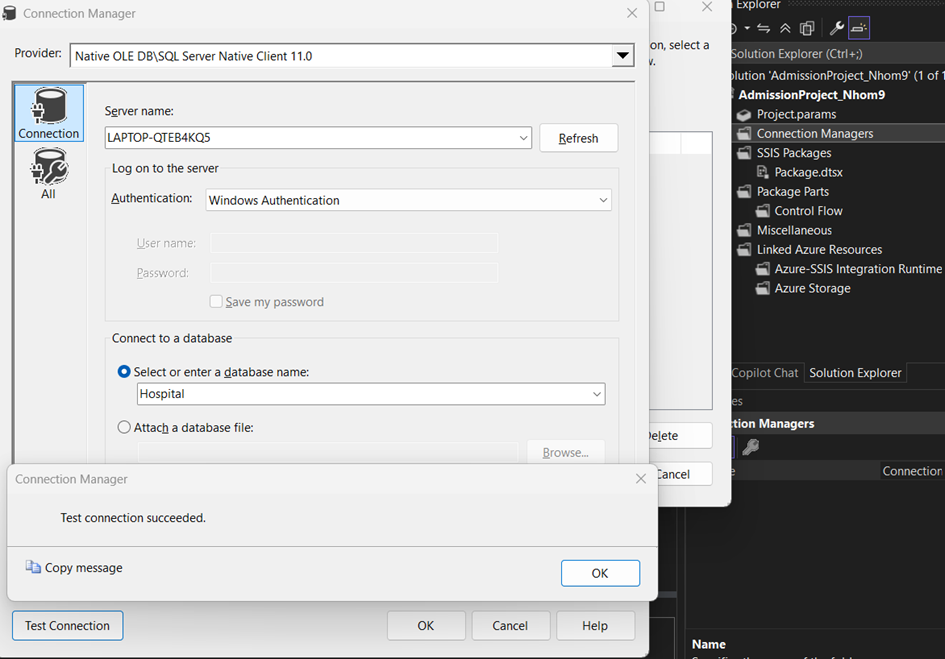 Connection Manager
Provider: Native OLE DB\SQL Server Native Client 11.0
Connection
All
Server name:
LAPTOP-QTEB4KQ5
Refresh
Log on to the server
Authentication: Windows Authentication
User name:
Password:
Save my password
Connect to a database
Select or enter a database name:
Hospital
Attach a database file:
Browse...
Connection Manager
Test connection succeeded.
Copy message
OK
Test Connection
OK
Cancel
Help
select a
Explorer
Solution Explorer (Ctrl+;)
'AdmissionProject_Nhom9' (1 of 1
AdmissionProject_Nhom9
Project.params
Connection Managers
SSIS Packages
Package.dtsx
Package Parts
Control Flow
Miscellaneous
Linked Azure Resources
Azure-SSIS Integration Runtime
Azure Storage
Copilot Chat
Solution Explorer
Managers
Connection
Name